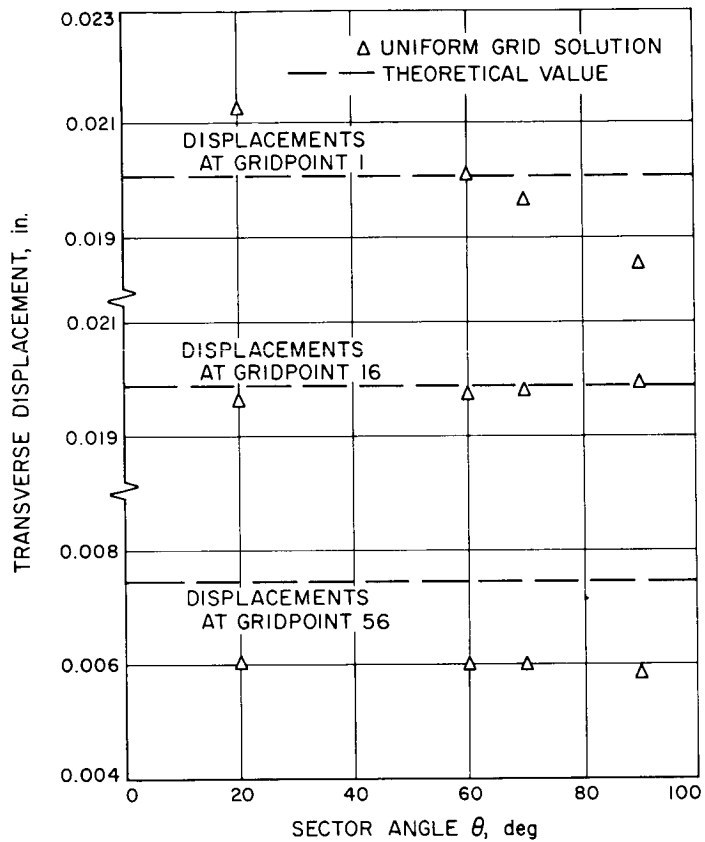 0.023
△ UNIFORM GRID SOLUTION
THEORETICAL VALUE
0.021
DISPLACEMENTS
AT GRIDPOINT 1
0.019
0.021
DISPLACEMENTS
AT GRIDPOINT 16
0.019
TRANSVERSE DISPLACEMENT, in.
0.008
DISPLACEMENTS
AT GRIDPOINT 56
0.006
0.004
0 20 40 60 80 100
SECTOR ANGLE θ, deg